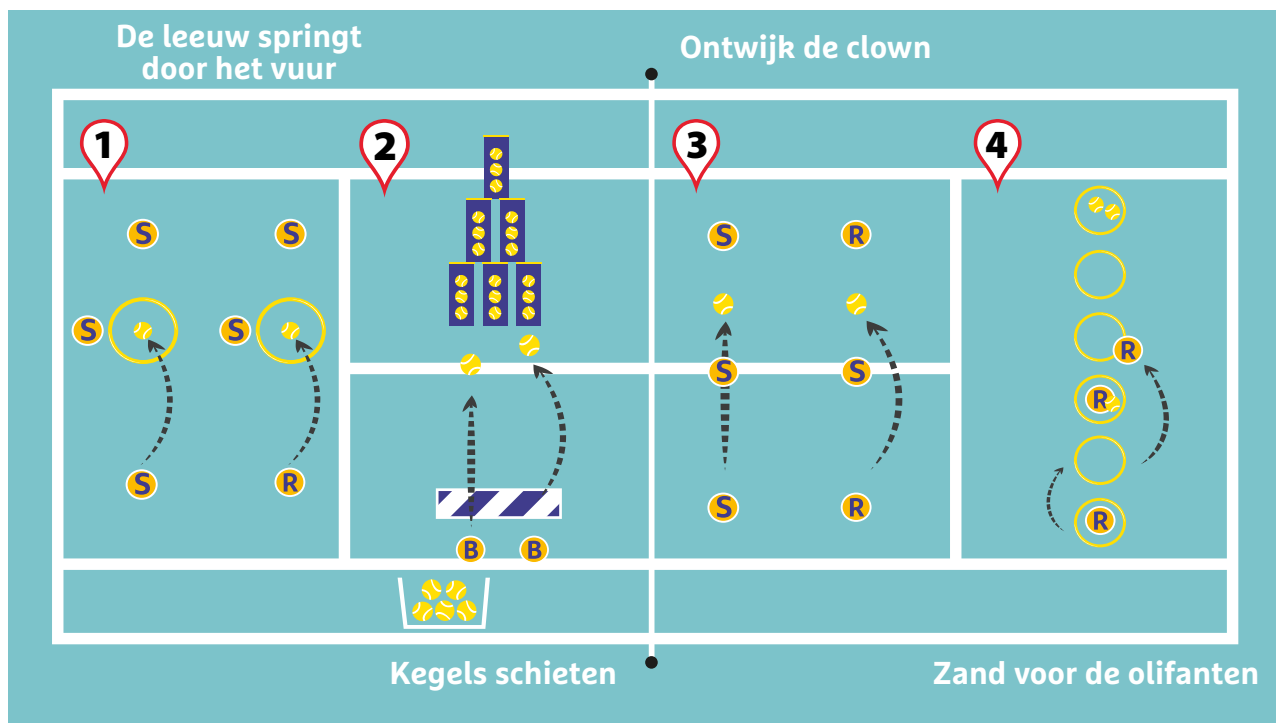 De leeuw springt
door het vuur
Ontwijk de clown
1
2
3
4
S
S
S
S
S
R
B
B
S
R
S
S
S
R
R
R
R
Kegels schieten
Zand voor de olifanten